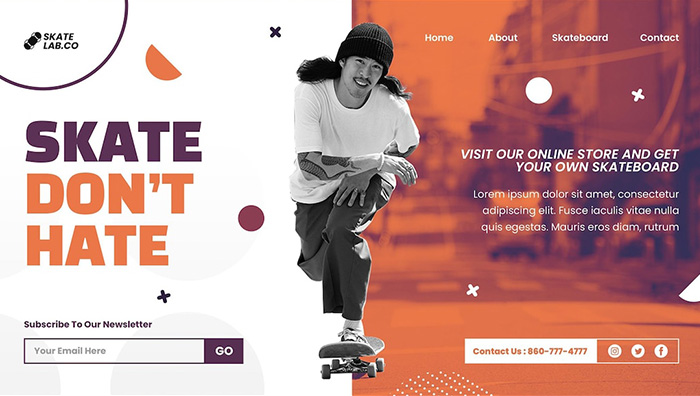 SKATE
LAB.CO
Home About Skateboard Contact
SKATE
DON'T
HATE
VISIT OUR ONLINE STORE AND GET
YOUR OWN SKATEBOARD
Lorem ipsum dolor sit amet, consectetur
adipiscing elit. Fusce iaculis vitae nulla
quis egestas. Mauris eros diam, rutrum
Subscribe To Our Newsletter
Your Email Here GO
Contact Us : 860-777-4777